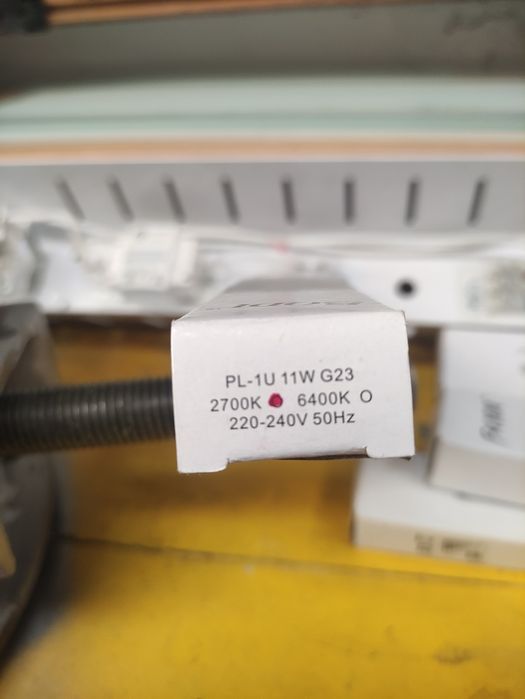 PL-1U 11W G23
2700K 6400K O
220-240V 50Hz